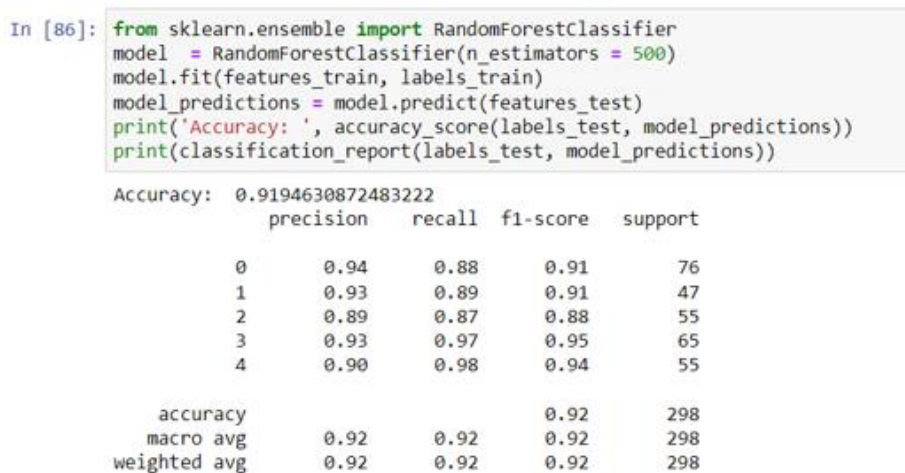 In [86]: from sklearn.ensemble import RandomForestClassifier
model  = RandomForestClassifier(n_estimators = 500)
model.fit(features_train, labels_train)
model_predictions = model.predict(features_test)
print('Accuracy: ', accuracy_score(labels_test, model_predictions))
print(classification_report(labels_test, model_predictions))
Accuracy:  0.9194630872483222
precision recall f1-score support
0 0.94 0.88 0.91 76
1 0.93 0.89 0.91 47
2 0.89 0.87 0.88 55
3 0.93 0.97 0.95 65
4 0.90 0.98 0.94 55
accuracy 0.92 298
macro avg 0.92 0.92 0.92 298
weighted avg 0.92 0.92 0.92 298